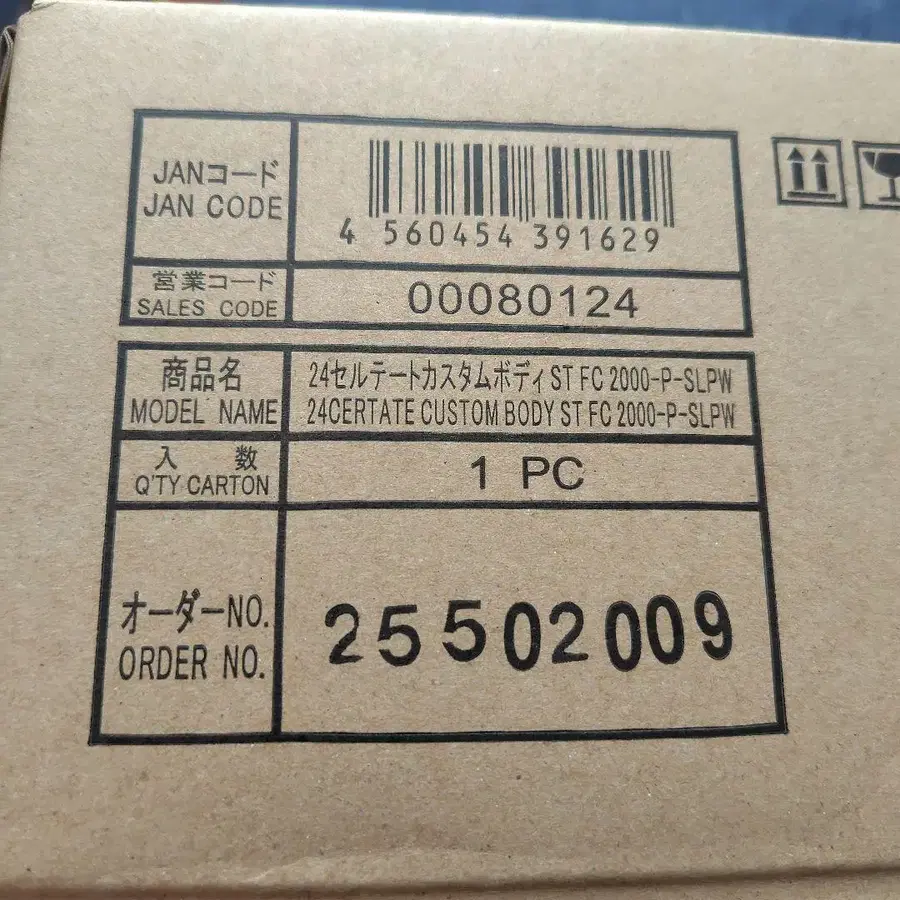 JANコード
JAN CODE
4 560454 391629
営業コード
SALES CODE
00080124
商品名
MODEL NAME
24セルテートカスタムボディST FC 2000-P-SLPW
24CERTATE CUSTOM BODY ST FC 2000-P-SLPW
入 数
Q'TY CARTON
1 PC
オーダーNO.
ORDER NO.
25502009